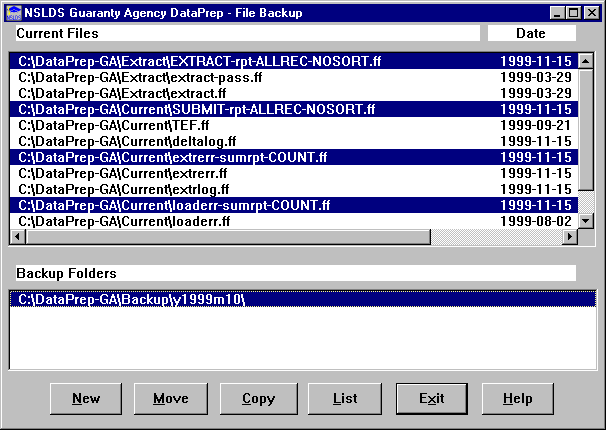 NSLDS Guaranty Agency DataPrep - File Backup
Current Files Date
C:\DataPrep-GA\Extract\EXTRACT-rpt-ALLREC-NOSORT.ff 1999-11-15
C:\DataPrep-GA\Extract\extract-pass.ff 1999-03-29
C:\DataPrep-GA\Extract\extract.ff 1999-03-29
C:\DataPrep-GA\Current\SUBMIT-rpt-ALLREC-NOSORT.ff 1999-11-15
C:\DataPrep-GA\Current\TEF.ff 1999-09-21
C:\DataPrep-GA\Current\deltalog.ff 1999-11-15
C:\DataPrep-GA\Current\extrerr-sumrpt-COUNT.ff 1999-11-15
C:\DataPrep-GA\Current\extrerr.ff 1999-11-15
C:\DataPrep-GA\Current\extrlog.ff 1999-11-15
C:\DataPrep-GA\Current\loaderr-sumrpt-COUNT.ff 1999-11-15
C:\DataPrep-GA\Current\loaderr.ff 1999-08-02
Backup Folders
C:\DataPrep-GA\Backup\y1999m10\
New Move Copy List Exit Help